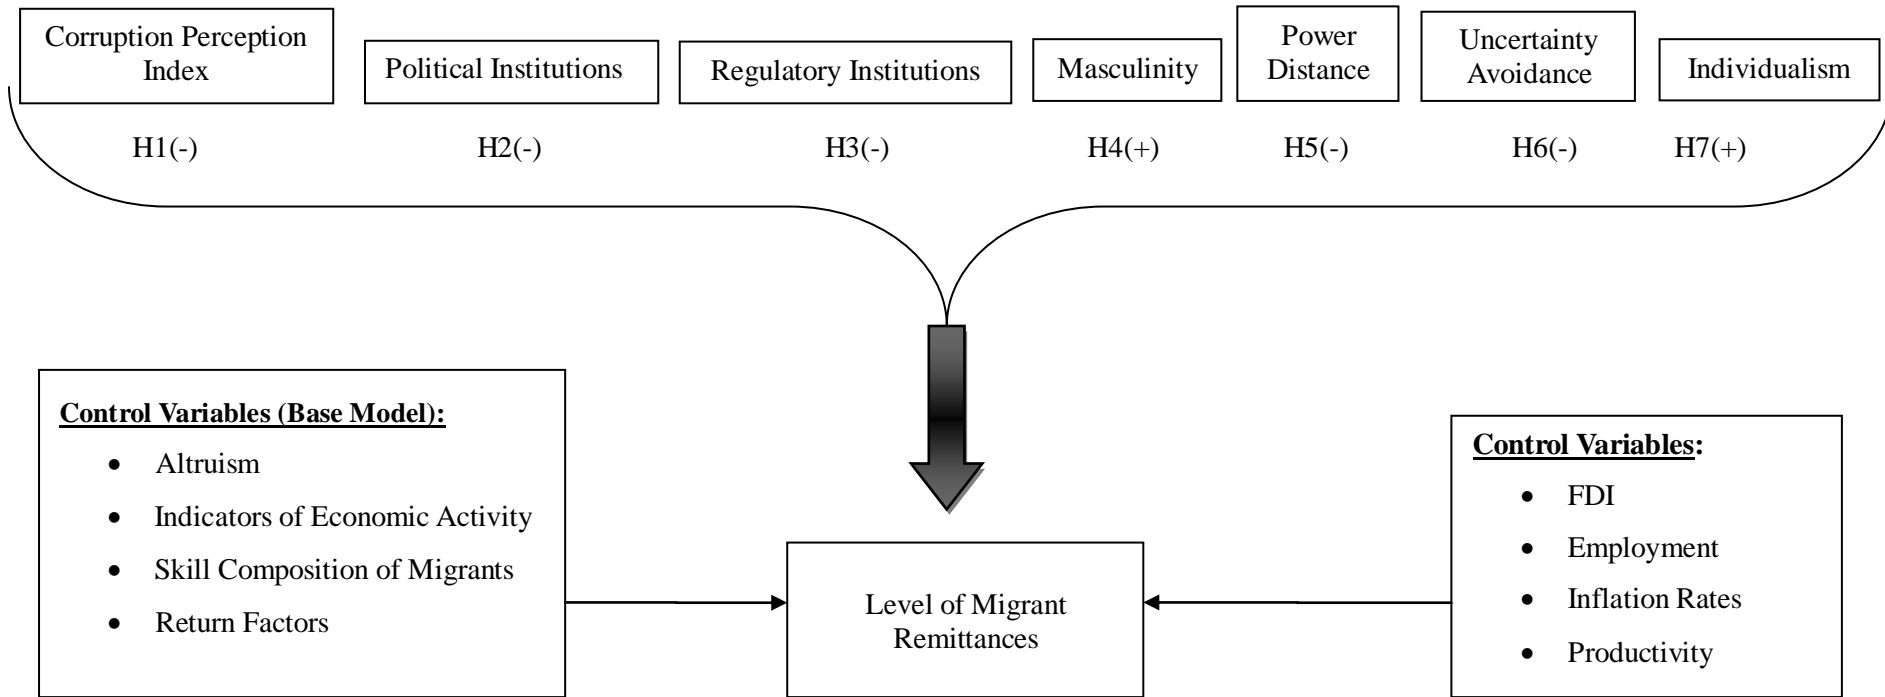 Corruption Perception
Index
Political Institutions
Regulatory Institutions
Masculinity
Power
Distance
Uncertainty
Avoidance
Individualism
H1(-)
H2(-)
H3(-)
H4(+)
H5(-)
H6(-)
H7(+)
Control Variables (Base Model):
• Altruism
• Indicators of Economic Activity
• Skill Composition of Migrants
• Return Factors
Level of Migrant
Remittances
Control Variables:
• FDI
• Employment
• Inflation Rates
• Productivity